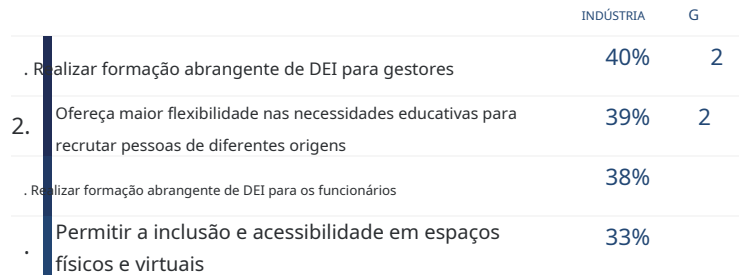 INDÚSTRIA G
. Realizar formação abrangente de DEI para gestores 40% 2
2. Ofereça maior flexibilidade nas necessidades educativas para 39% 2
recrutar pessoas de diferentes origens
. Realizar formação abrangente de DEI para os funcionários 38%
. Permitir a inclusão e acessibilidade em espaços 33%
físicos e virtuais